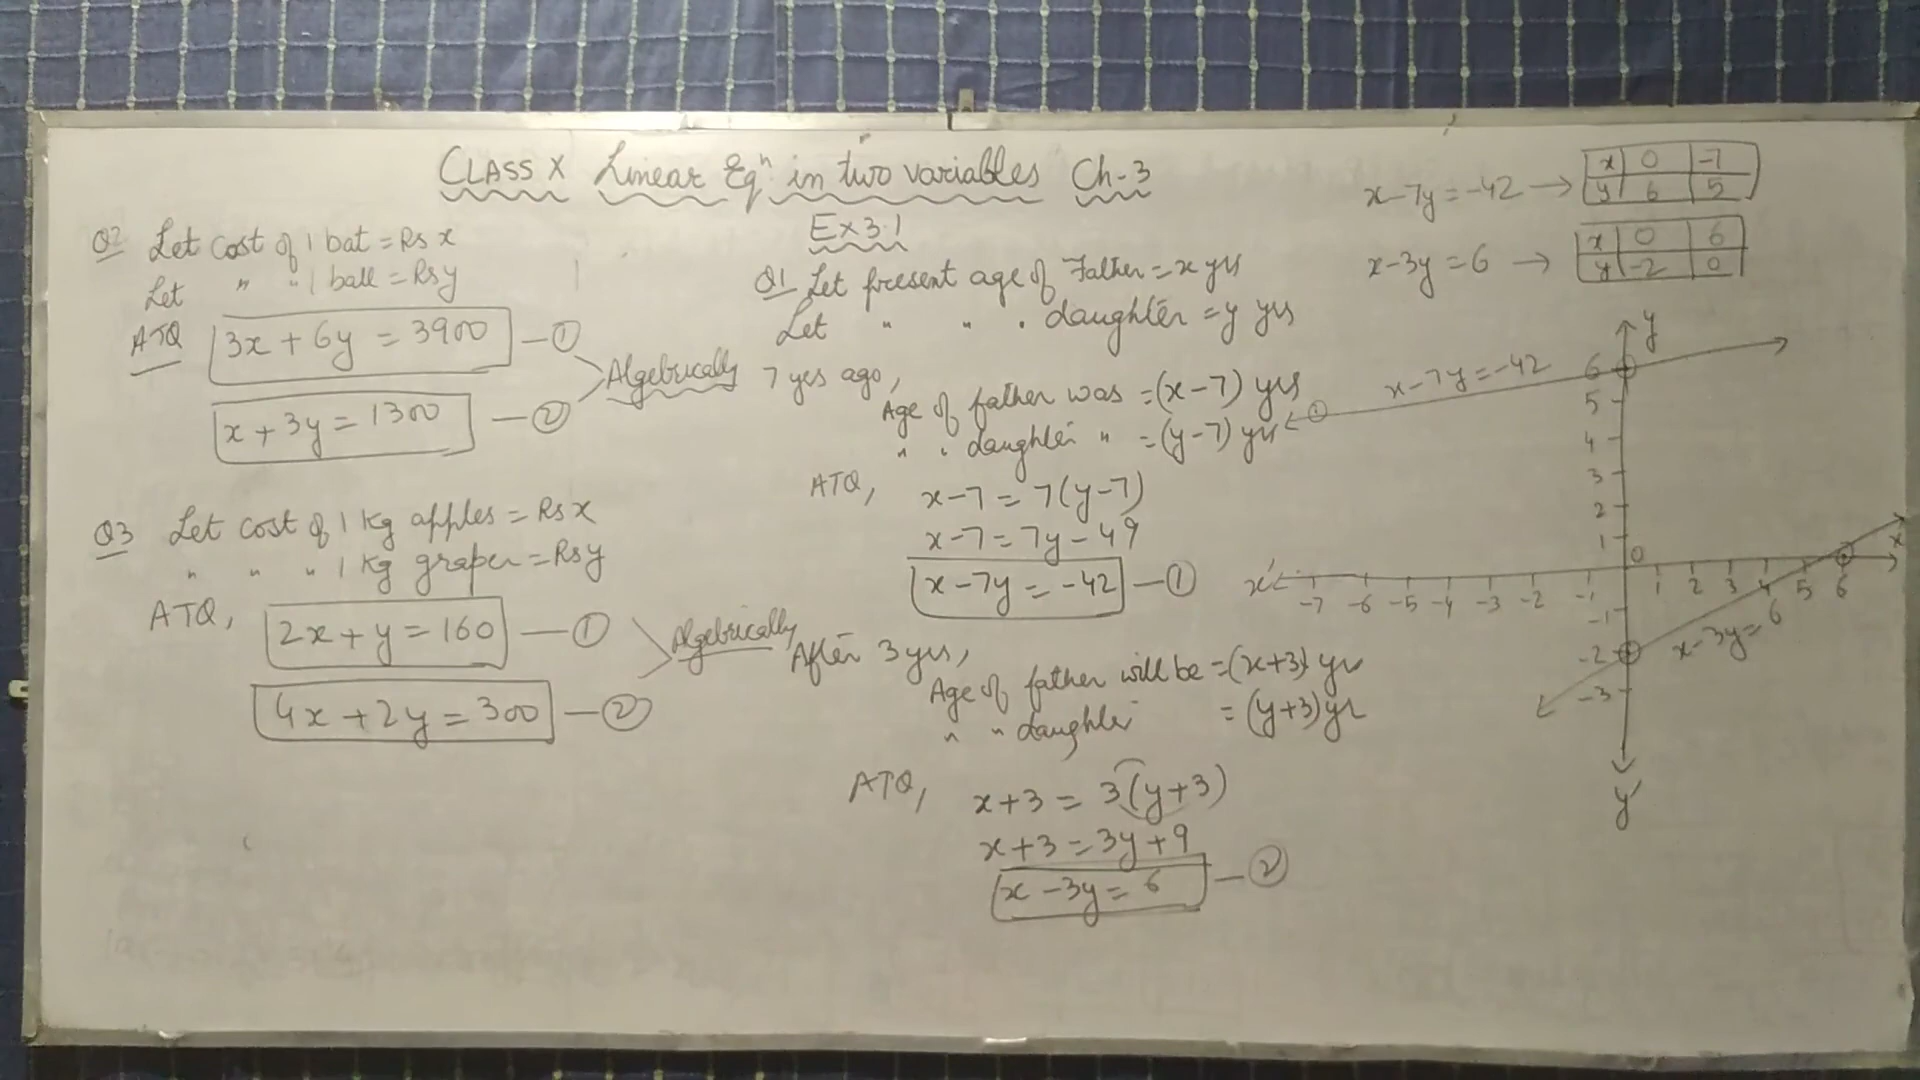 CLASS X Linear Eqn in two variables Ch-3
Ex 3.1
Q2 Let cost of 1 bat = Rs x
Let " " 1 ball = Rs y
ATQ 3x + 6y = 3900 — ①
x + 3y = 1300 — ②
Algebrically
Q3 Let cost of 1 kg apples = Rs x
" " " 1 kg grapes = Rs y
ATQ, 2x + y = 160 — ①
4x + 2y = 300 — ②
Algebrically
Q1 Let present age of Father = x yrs
Let " " . daughter = y yrs
7 yes ago,
Age of father was = (x-7) yrs
" " daughter " = (y-7) yrs
ATQ, x-7 = 7(y-7)
x-7 = 7y-49
x-7y = -42 — ①
After 3 yrs,
Age of father will be = (x+3) yr
" " daughter = (y+3) yr
ATQ, x+3 = 3(y+3)
x+3 = 3y+9
x-3y = 6 — ②
x-7y = -42 →
x 0 -7
y 6 5
x-3y = 6 →
x 0 6
y -2 0
y
x-7y = -42
6
5
4
3
2
1
0
x' -7 -6 -5 -4 -3 -2 -1 1 2 3 4 5 6 x
-1
-2
-3
x-3y = 6
y'